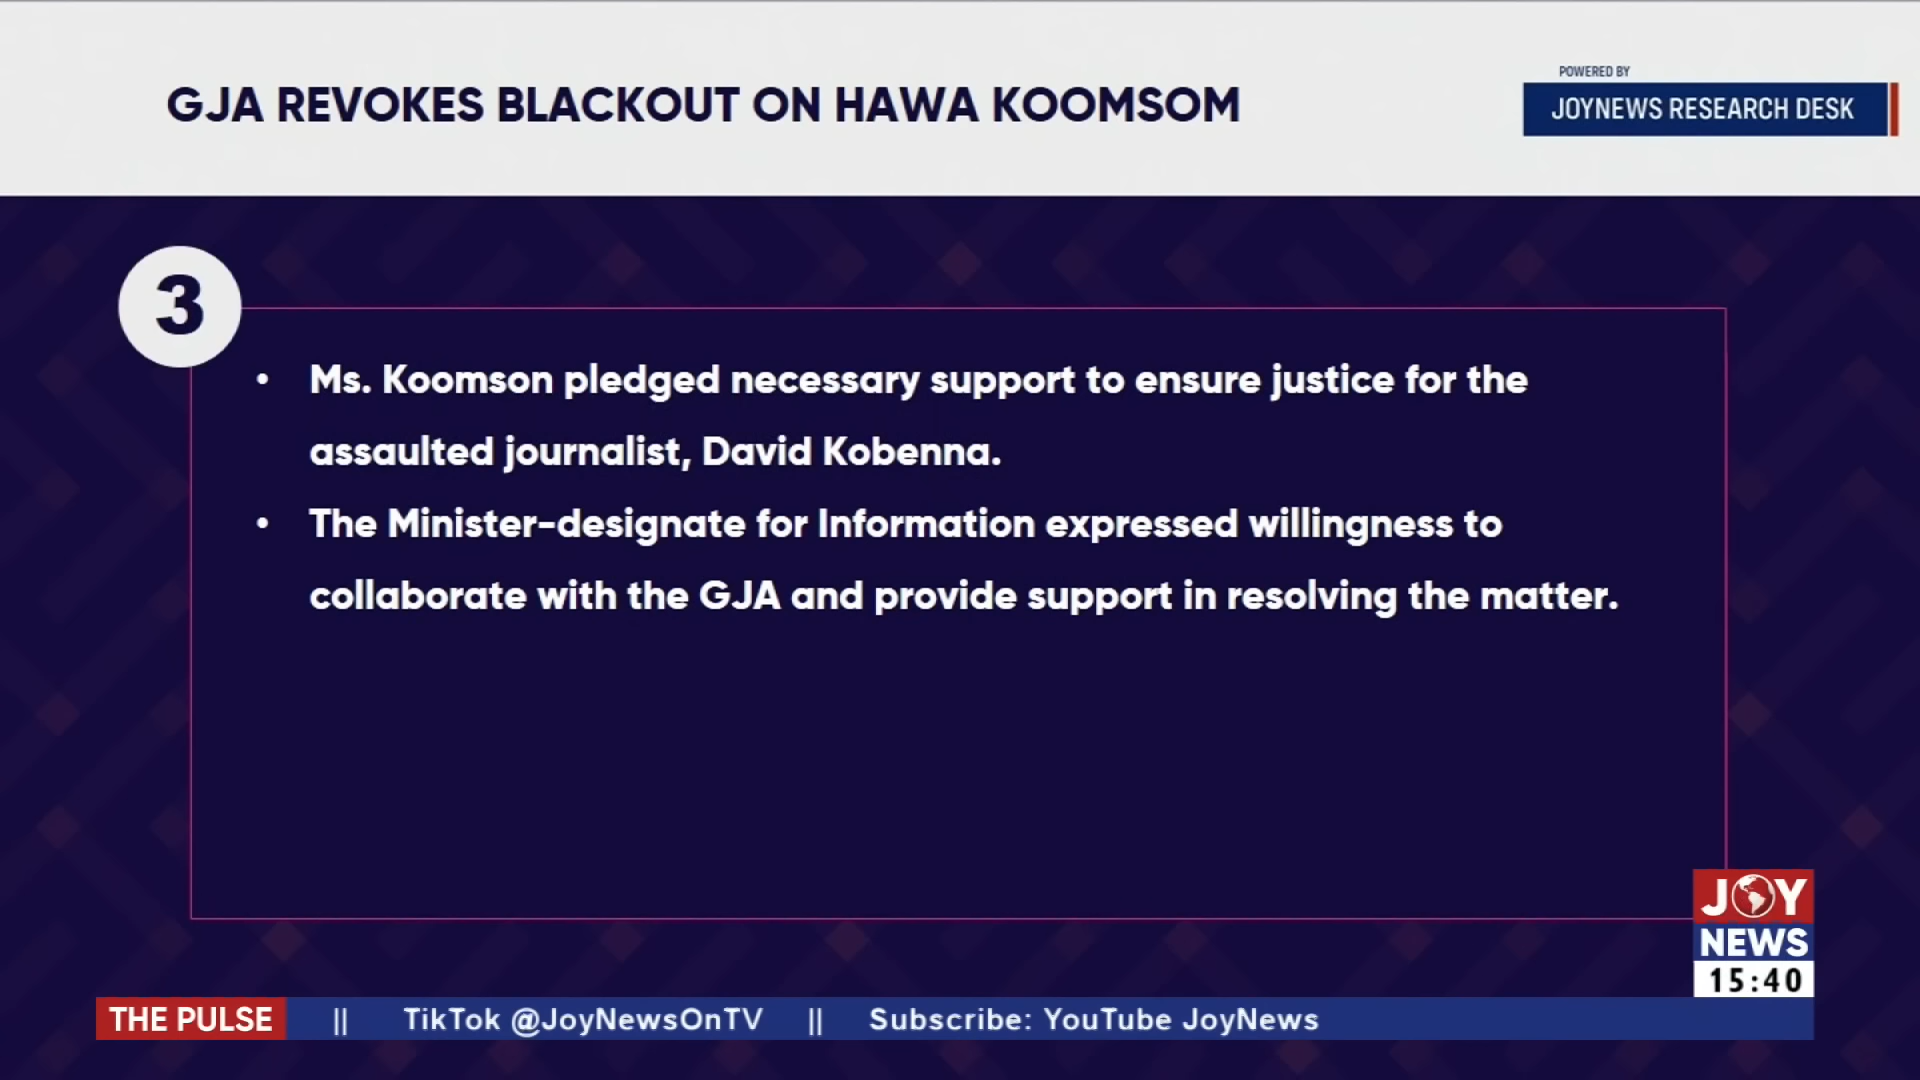 GJA REVOKES BLACKOUT ON HAWA KOOMSOM
POWERED BY
JOYNEWS RESEARCH DESK
3
• Ms. Koomson pledged necessary support to ensure justice for the
assaulted journalist, David Kobenna.
• The Minister-designate for Information expressed willingness to
collaborate with the GJA and provide support in resolving the matter.
JOY
NEWS
15:40
THE PULSE || TikTok @JoyNewsOnTV || Subscribe: YouTube JoyNews